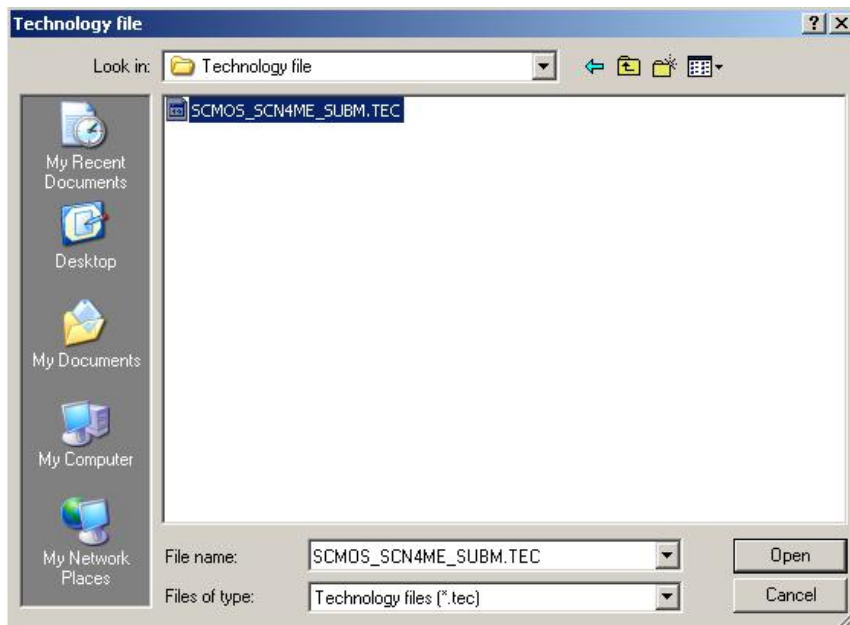 Technology file
Look in: Technology file
SCMOS_SCN4ME_SUBM.TEC
My Recent
Documents
Desktop
My Documents
My Computer
My Network
Places
File name: SCMOS_SCN4ME_SUBM.TEC Open
Files of type: Technology files (*.tec) Cancel